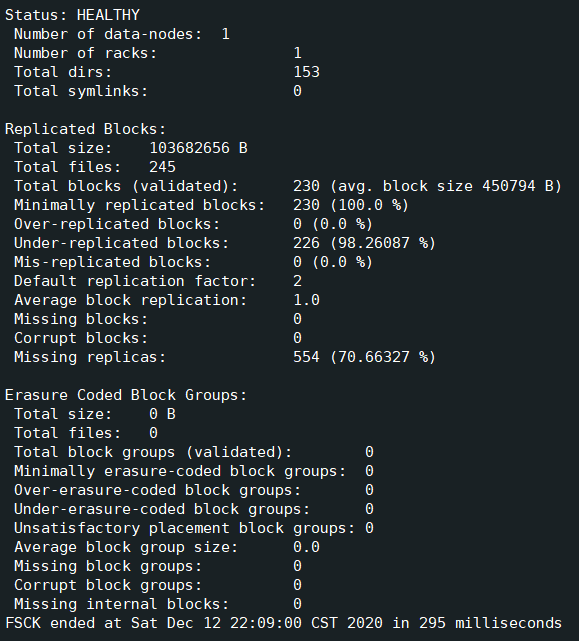 Status: HEALTHY
 Number of data-nodes:  1
 Number of racks:               1
 Total dirs:                    153
 Total symlinks:                0

Replicated Blocks:
 Total size:    103682656 B
 Total files:   245
 Total blocks (validated):      230 (avg. block size 450794 B)
 Minimally replicated blocks:   230 (100.0 %)
 Over-replicated blocks:        0 (0.0 %)
 Under-replicated blocks:       226 (98.26087 %)
 Mis-replicated blocks:         0 (0.0 %)
 Default replication factor:    2
 Average block replication:     1.0
 Missing blocks:                0
 Corrupt blocks:                0
 Missing replicas:              554 (70.66327 %)

Erasure Coded Block Groups:
 Total size:    0 B
 Total files:   0
 Total block groups (validated):        0
 Minimally erasure-coded block groups:  0
 Over-erasure-coded block groups:       0
 Under-erasure-coded block groups:      0
 Unsatisfactory placement block groups: 0
 Average block group size:      0.0
 Missing block groups:          0
 Corrupt block groups:          0
 Missing internal blocks:       0
FSCK ended at Sat Dec 12 22:09:00 CST 2020 in 295 milliseconds